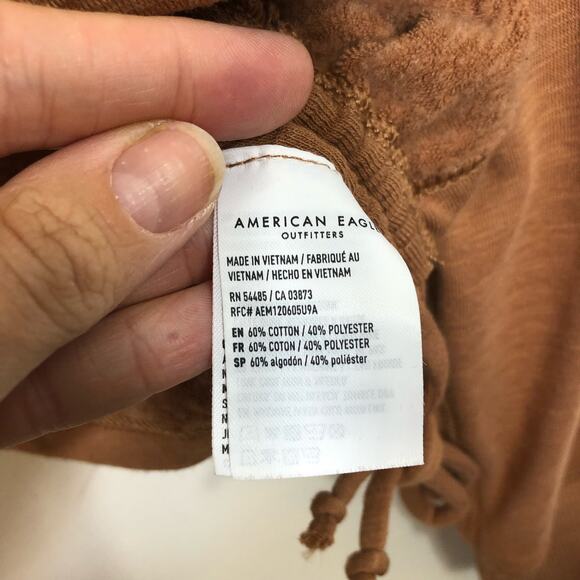 AMERICAN EAGL
OUTFITTERS
MADE IN VIETNAM / FABRIQUÉ AU
VIETNAM / HECHO EN VIETNAM
RN 54485 / CA 03873
RFC# AEM120605U9A
EN 60% COTTON / 40% POLYESTER
FR 60% COTON / 40% POLYESTER
SP 60% algodón / 40% poliéster